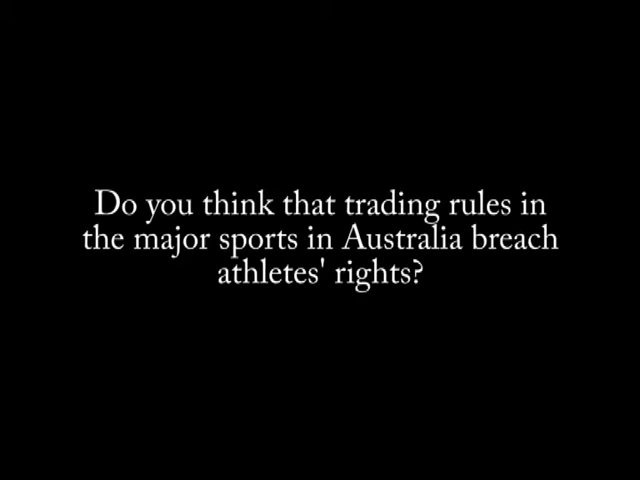 Do you think that trading rules in
the major sports in Australia breach
athletes' rights?